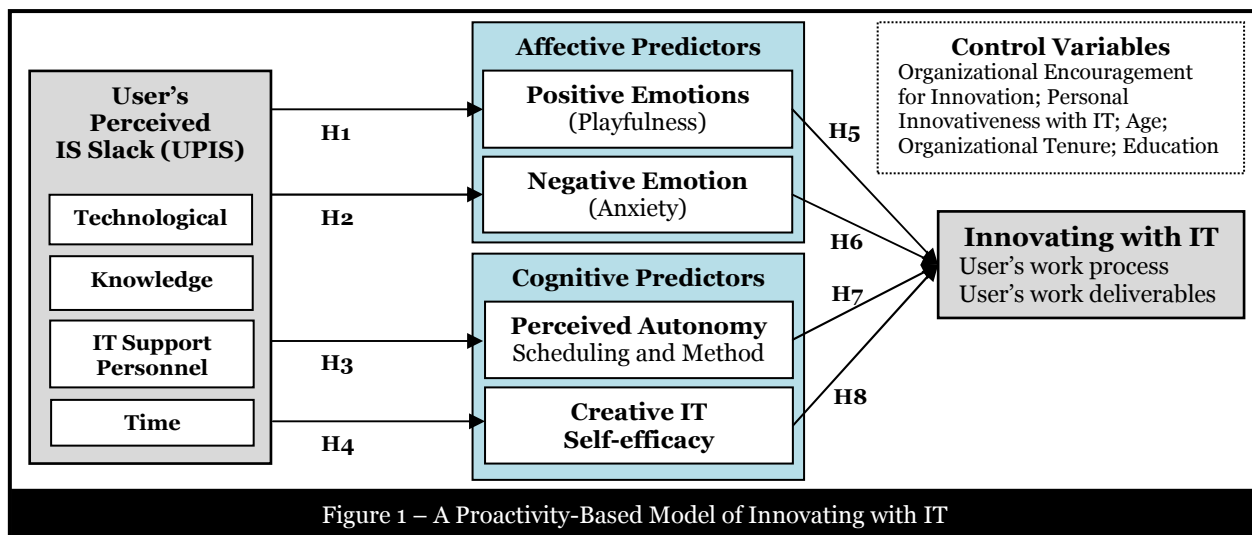 User's
Perceived
IS Slack (UPIS)
Technological
Knowledge
IT Support
Personnel
Time
H1
H2
H3
H4
Affective Predictors
Positive Emotions
(Playfulness)
Negative Emotion
(Anxiety)
Cognitive Predictors
Perceived Autonomy
Scheduling and Method
Creative IT
Self-efficacy
H5
H6
H7
H8
Control Variables
Organizational Encouragement
for Innovation; Personal
Innovativeness with IT; Age;
Organizational Tenure; Education
Innovating with IT
User's work process
User's work deliverables
Figure 1 – A Proactivity-Based Model of Innovating with IT